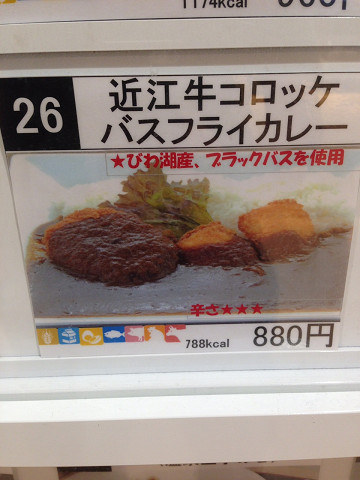 1174kcal
26
近江牛コロッケ
バスフライカレー
★びわ湖産、ブラックバスを使用
辛さ★★★
788kcal
880円